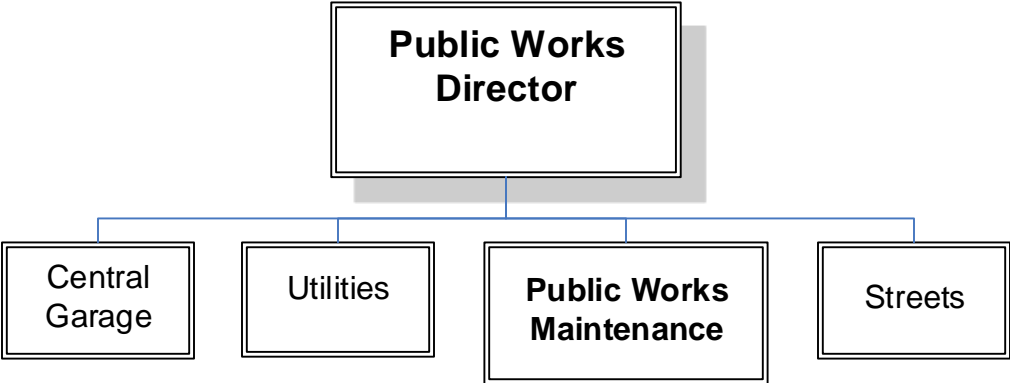 Public Works
Director
Central
Garage
Utilities
Public Works
Maintenance
Streets